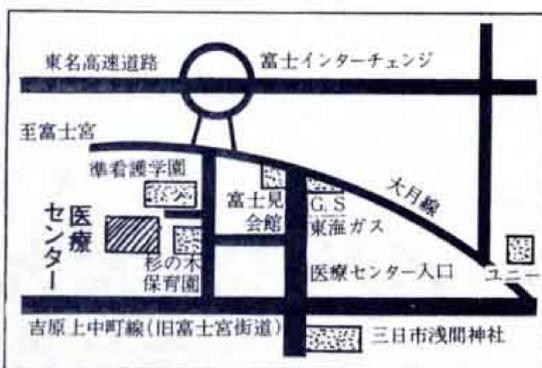 東名高速道路
富士インターチェンジ
至富士宮
準看護学園
医療
センター
杉の木
保育園
富士見
会館
G.S
東海ガス
大月線
医療センター入口
ユニー
吉原上中町線(旧富士宮街道)
三日市浅間神社